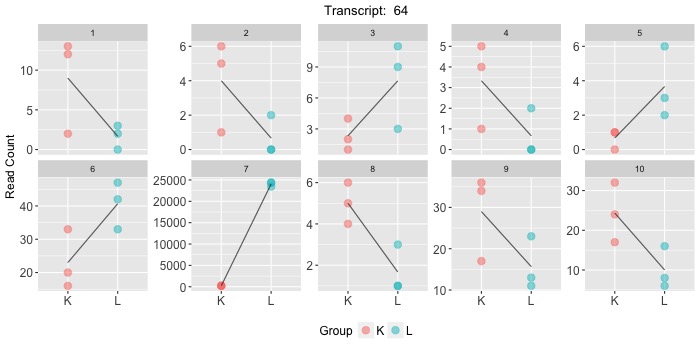 Transcript: 64
1 2 3 4 5
10 5 0
6 4 2 0
9 6 3
5 4 3 2 1 0
6 4 2 0
Read Count
6 7 8 9 10
40 30 20
25000 20000 15000 10000 5000 0
6 4 2
30 20 10
30 20 10
K L K L K L K L K L
Group K L